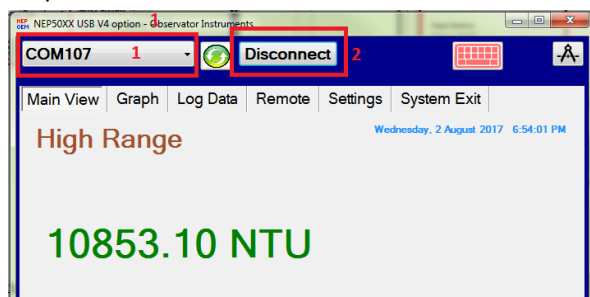 NEP50XX USB V4 option - Observator Instruments
1
COM107 1 Disconnect 2
Main View Graph Log Data Remote Settings System Exit
High Range
Wednesday, 2 August 2017 6:54:01 PM
10853.10 NTU